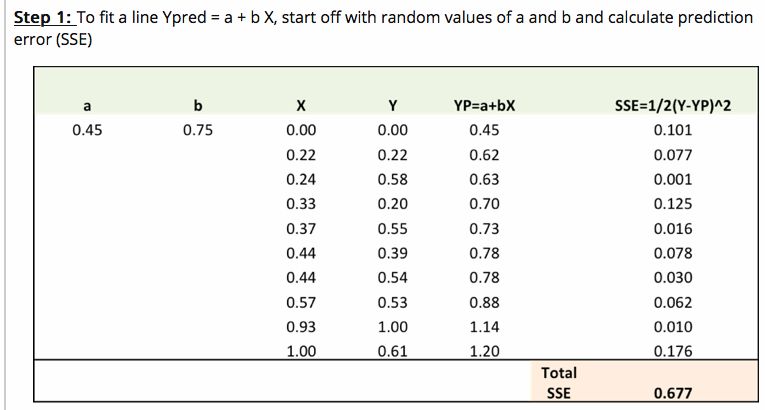 Step 1: To fit a line Ypred = a + b X, start off with random values of a and b and calculate prediction
error (SSE)
a b X Y YP=a+bX SSE=1/2(Y-YP)^2
0.45 0.75 0.00 0.00 0.45 0.101
0.22 0.22 0.62 0.077
0.24 0.58 0.63 0.001
0.33 0.20 0.70 0.125
0.37 0.55 0.73 0.016
0.44 0.39 0.78 0.078
0.44 0.54 0.78 0.030
0.57 0.53 0.88 0.062
0.93 1.00 1.14 0.010
1.00 0.61 1.20 0.176
Total
SSE 0.677